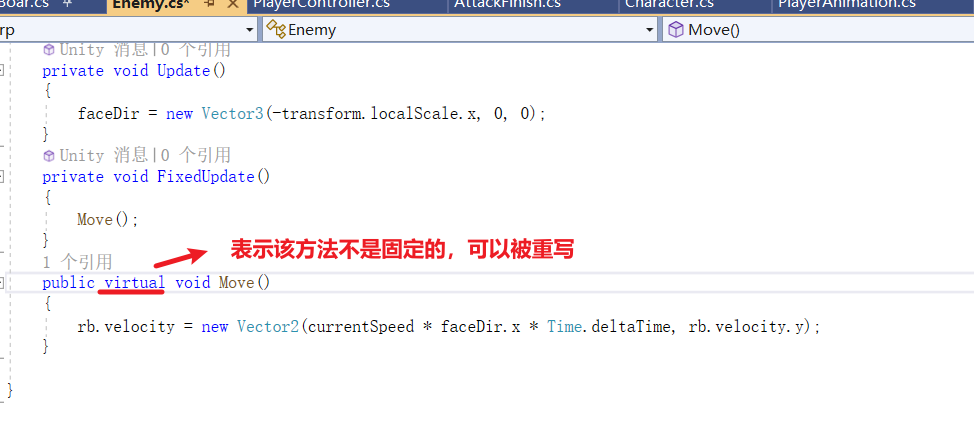 Boar.cs Enemy.cs* PlayerController.cs AttackFinish.cs Character.cs PlayerAnimation.cs
rp Enemy Move()
Unity 消息|0 个引用
private void Update()
{
faceDir = new Vector3(-transform.localScale.x, 0, 0);
}
Unity 消息|0 个引用
private void FixedUpdate()
{
Move();
}
表示该方法不是固定的，可以被重写
1 个引用
public virtual void Move()
{
rb.velocity = new Vector2(currentSpeed * faceDir.x * Time.deltaTime, rb.velocity.y);
}
}